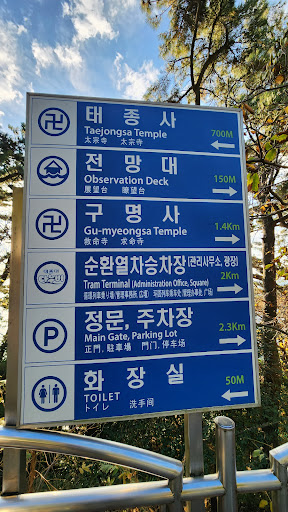 태종사
Taejongsa Temple 700M
太宗寺 太宗寺
전망대
Observation Deck 150M
展望台 瞭望台
구명사
Gu-myeongsa Temple 1.4Km
救命寺 求命寺
순환열차승차장(관리사무소, 광장)
Tram Terminal (Administration Office, Square) 2Km
정문, 주차장
Main Gate, Parking Lot 2.3Km
正門, 駐車場 門门, 停车场
화장실
TOILET 50M
トイレ 洗手间